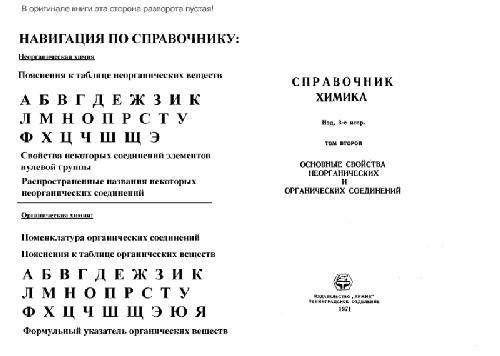 В оригинале книги эта сторона разворота пустая!
НАВИГАЦИЯ ПО СПРАВОЧНИКУ:
Неорганическая химия
Пояснения к таблице неорганических веществ
А Б В Г Д Е Ж З И К
Л М Н О П Р С Т У
Ф Х Ц Ч Ш Щ Э
Свойства некоторых соединений элементов
нулевой группы
Распространенные названия некоторых
неорганических соединений
Органическая химия:
Номенклатура органических соединений
Пояснения к таблице органических веществ
А Б В Г Д Е Ж З И К
Л М Н О П Р С Т У
Ф Х Ц Ч Ш Щ Э Ю Я
Формульный указатель органических веществ
СПРАВОЧНИК
ХИМИКА
Изд. 3-е испр.
ТОМ ВТОРОЙ
ОСНОВНЫЕ СВОЙСТВА
НЕОРГАНИЧЕСКИХ
И
ОРГАНИЧЕСКИХ СОЕДИНЕНИЙ
ИЗДАТЕЛЬСТВО „ХИМИЯ"
ЛЕНИНГРАДСКОЕ ОТДЕЛЕНИЕ
1971